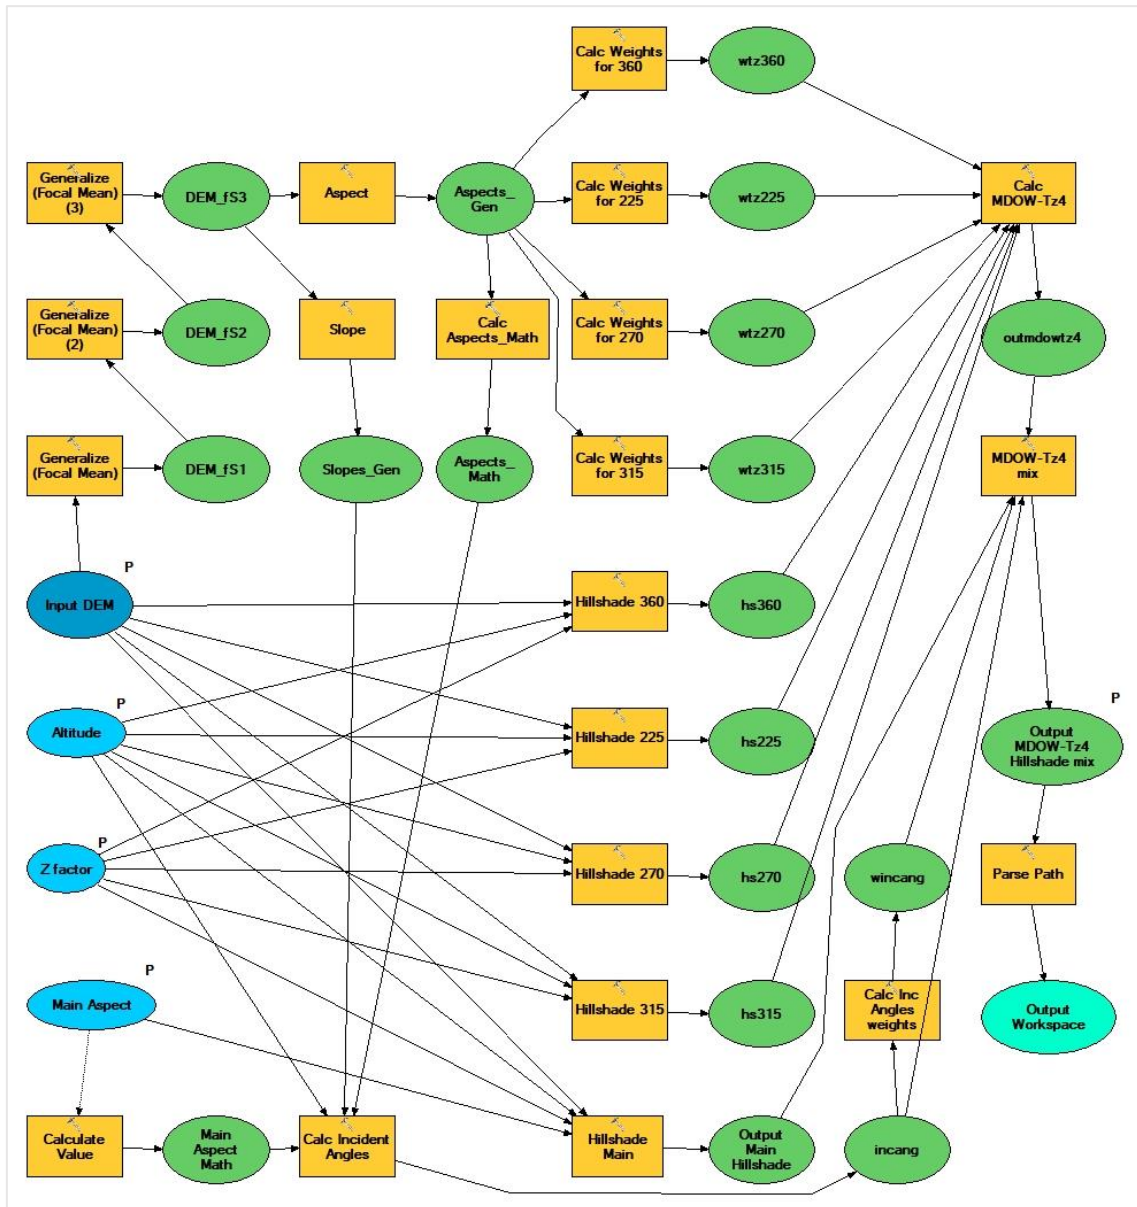 Calc Weights
for 360
wtz360
Generalize
(Focal Mean)
(3)
DEM_fS3
Aspect
Aspects_
Gen
Calc Weights
for 225
wtz225
Calc
MDOW-Tz4
Generalize
(Focal Mean)
(2)
DEM_fS2
Slope
Calc
Aspects_Math
Calc Weights
for 270
wtz270
outmdowtz4
Generalize
(Focal Mean)
DEM_fS1
Slopes_Gen
Aspects_
Math
Calc Weights
for 315
wtz315
MDOW-Tz4
mix
P
Input DEM
Hillshade 360
hs360
P
Altitude
Hillshade 225
hs225
P
Output
MDOW-Tz4
Hillshade mix
P
Z factor
Hillshade 270
hs270
wincang
Parse Path
P
Main Aspect
Hillshade 315
hs315
Calc Inc
Angles
weights
Output
Workspace
Calculate
Value
Main
Aspect
Math
Calc Incident
Angles
Hillshade
Main
Output
Main
Hillshade
incang